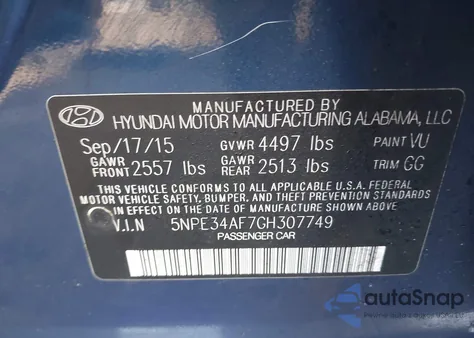 MANUFACTURED BY
HYUNDAI MOTOR MANUFACTURING ALABAMA, LLC
Sep/17/15 GVWR 4497 lbs PAINT VU
GAWR FRONT 2557 lbs GAWR REAR 2513 lbs TRIM GG
THIS VEHICLE CONFORMS TO ALL APPLICABLE U.S.A. FEDERAL
MOTOR VEHICLE SAFETY, BUMPER, AND THEFT PREVENTION STANDARDS
IN EFFECT ON THE DATE OF MANUFACTURE SHOWN ABOVE.
V.I.N 5NPE34AF7GH307749
PASSENGER CAR
autoSnap